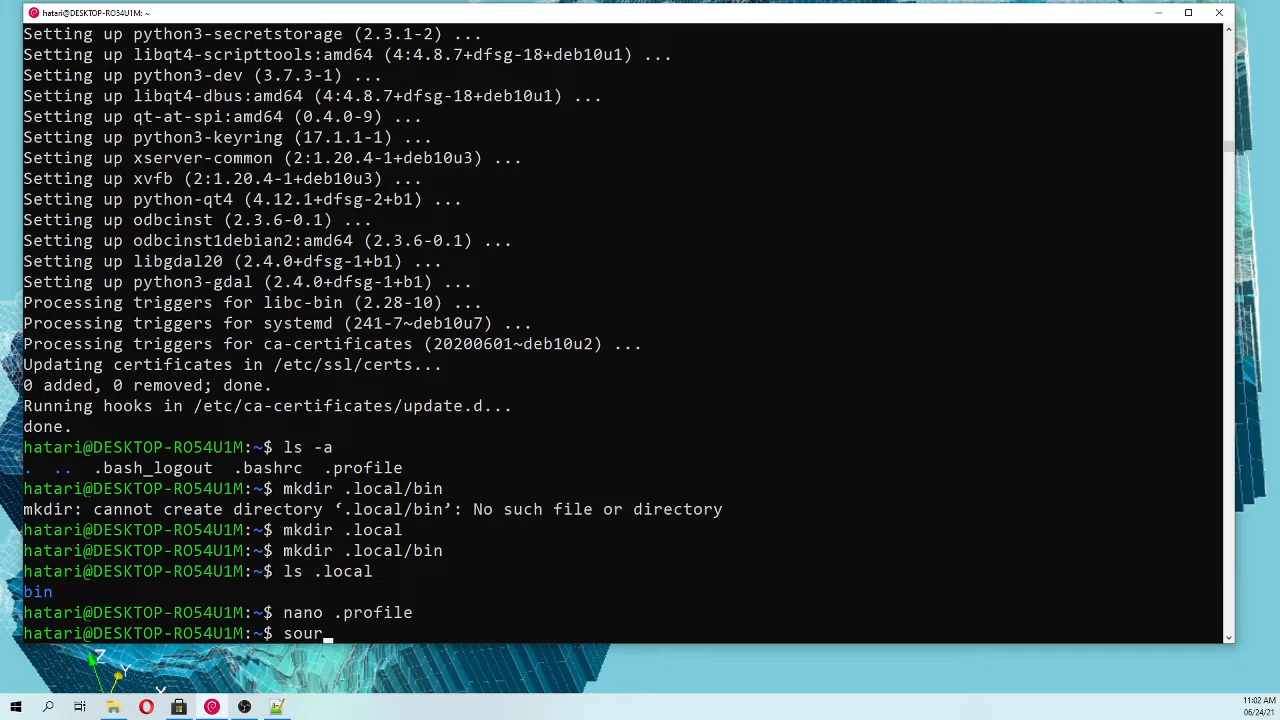 hatari@DESKTOP-RO54U1M: ~
Setting up python3-secretstorage (2.3.1-2) ...
Setting up libqt4-scripttools:amd64 (4:4.8.7+dfsg-18+deb10u1) ...
Setting up python3-dev (3.7.3-1) ...
Setting up libqt4-dbus:amd64 (4:4.8.7+dfsg-18+deb10u1) ...
Setting up qt-at-spi:amd64 (0.4.0-9) ...
Setting up python3-keyring (17.1.1-1) ...
Setting up xserver-common (2:1.20.4-1+deb10u3) ...
Setting up xvfb (2:1.20.4-1+deb10u3) ...
Setting up python-qt4 (4.12.1+dfsg-2+b1) ...
Setting up odbcinst (2.3.6-0.1) ...
Setting up odbcinst1debian2:amd64 (2.3.6-0.1) ...
Setting up libgdal20 (2.4.0+dfsg-1+b1) ...
Setting up python3-gdal (2.4.0+dfsg-1+b1) ...
Processing triggers for libc-bin (2.28-10) ...
Processing triggers for systemd (241-7~deb10u7) ...
Processing triggers for ca-certificates (20200601~deb10u2) ...
Updating certificates in /etc/ssl/certs...
0 added, 0 removed; done.
Running hooks in /etc/ca-certificates/update.d...
done.
hatari@DESKTOP-RO54U1M:~$ ls -a
. .. .bash_logout .bashrc .profile
hatari@DESKTOP-RO54U1M:~$ mkdir .local/bin
mkdir: cannot create directory ‘.local/bin’: No such file or directory
hatari@DESKTOP-RO54U1M:~$ mkdir .local
hatari@DESKTOP-RO54U1M:~$ mkdir .local/bin
hatari@DESKTOP-RO54U1M:~$ ls .local
bin
hatari@DESKTOP-RO54U1M:~$ nano .profile
hatari@DESKTOP-RO54U1M:~$ sour
Z
Y
X
11:02 AM
06/24/21